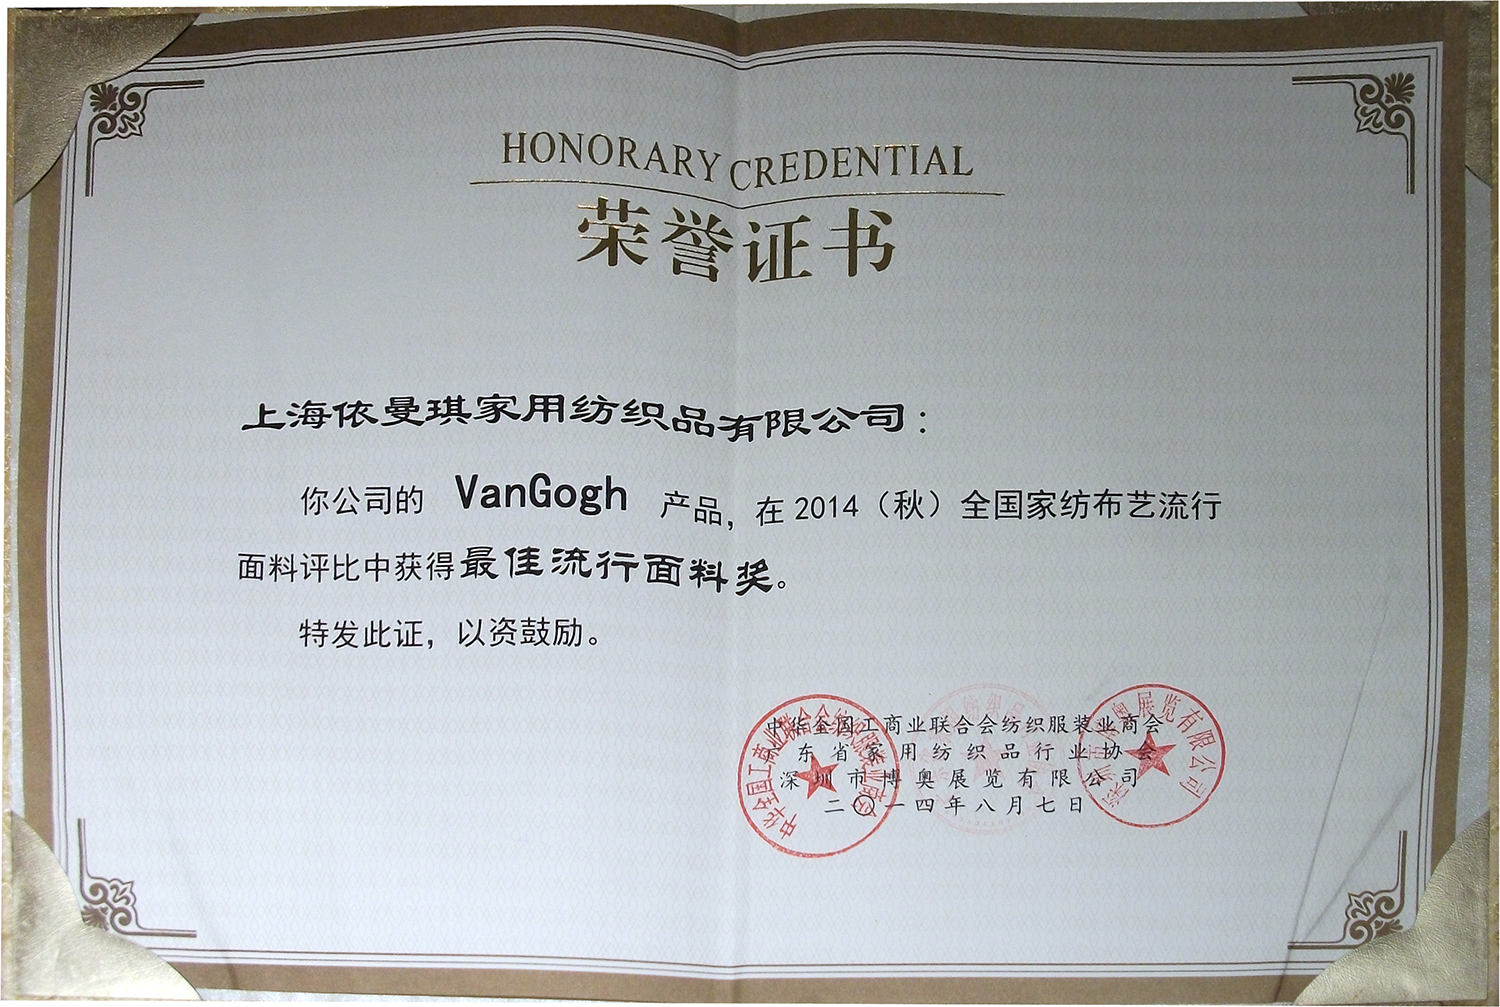 HONORARY CREDENTIAL
荣誉证书
上海依曼琪家用纺织品有限公司：
你公司的 VanGogh 产品，在2014（秋）全国家纺布艺流行
面料评比中获得最佳流行面料奖。
特发此证，以资鼓励。
中华全国工商业联合会纺织服装业商会
东省家用纺织品行业协会
深圳市博奥展览有限公司
二〇一四年八月七日